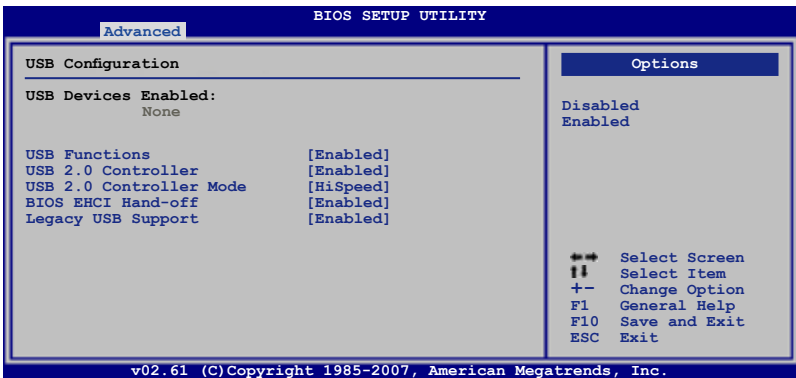 BIOS SETUP UTILITY
Advanced
USB Configuration
USB Devices Enabled:
None
USB Functions [Enabled]
USB 2.0 Controller [Enabled]
USB 2.0 Controller Mode [HiSpeed]
BIOS EHCI Hand-off [Enabled]
Legacy USB Support [Enabled]
Options
Disabled
Enabled
←→ Select Screen
↑↓ Select Item
+- Change Option
F1 General Help
F10 Save and Exit
ESC Exit
v02.61 (C)Copyright 1985-2007, American Megatrends, Inc.